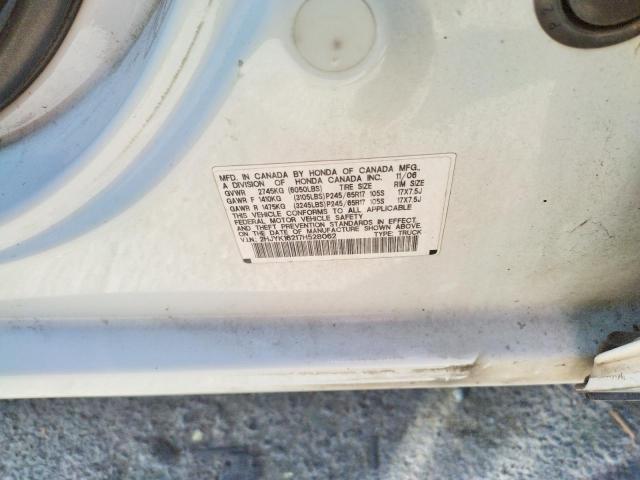 MFD. IN CANADA BY HONDA OF CANADA MFG.,
A DIVISION OF HONDA CANADA INC. 11/06
GVWR 2745KG (6050LBS) TIRE SIZE RIM SIZE
GAWR F 1410KG (3105LBS) P245/65R17 105S 17X7.5J
GAWR R 1475KG (3245LBS) P245/65R17 105S 17X7.5J
THIS VEHICLE CONFORMS TO ALL APPLICABLE
FEDERAL MOTOR VEHICLE SAFETY
AND THEFT PREVENTION STANDARDS IN EFFECT
ON THE DATE OF MANUFACTURE SHOWN ABOVE.
V.I.N.: 2HJYK16217H528062 TYPE: TRUCK